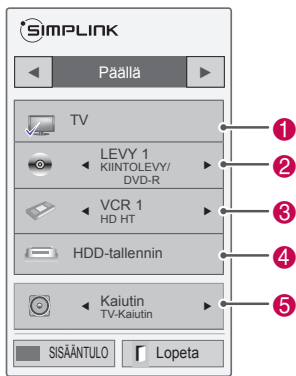 SIMPLINK
◄ Päällä ►
TV
1
◄ LEVY 1 ►
KIINTOLEVY/
DVD-R
2
◄ VCR 1 ►
HD HT
3
HDD-tallennin
4
◄ Kaiutin ►
TV-Kaiutin
5
SISÄÄNTULO
Lopeta